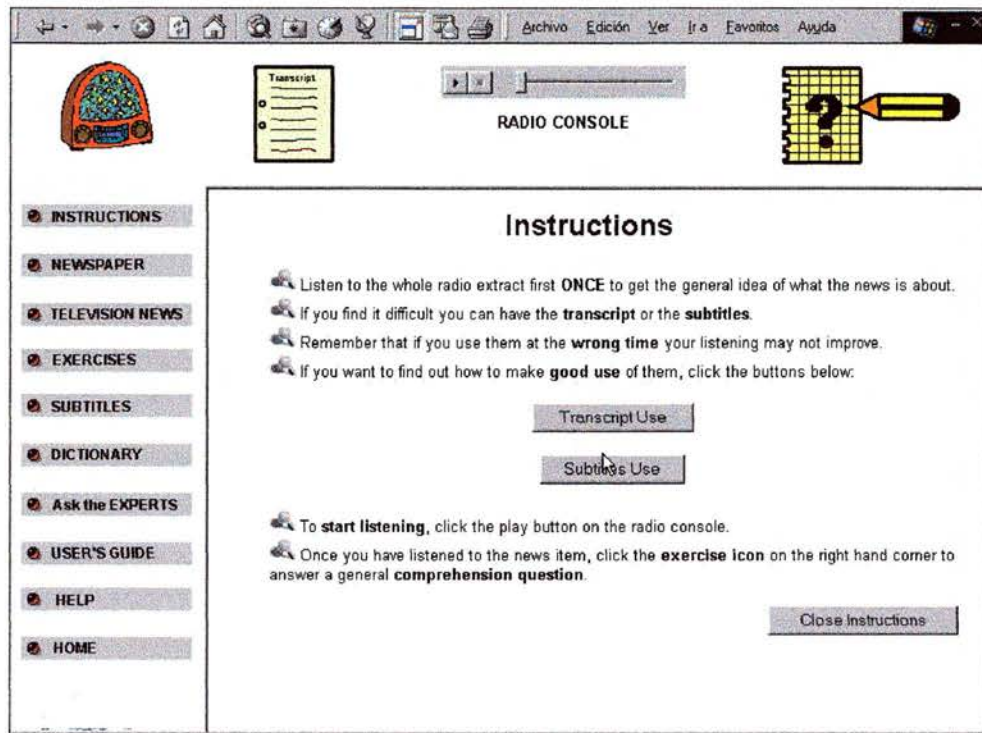 Archivo Edición Ver Ir a Favoritos Ayuda
Transcript
RADIO CONSOLE
INSTRUCTIONS
NEWSPAPER
TELEVISION NEWS
EXERCISES
SUBTITLES
DICTIONARY
Ask the EXPERTS
USER'S GUIDE
HELP
HOME
Instructions
Listen to the whole radio extract first ONCE to get the general idea of what the news is about.
If you find it difficult you can have the transcript or the subtitles.
Remember that if you use them at the wrong time your listening may not improve.
If you want to find out how to make good use of them, click the buttons below:
Transcript Use
Subtitles Use
To start listening, click the play button on the radio console.
Once you have listened to the news item, click the exercise icon on the right hand corner to
answer a general comprehension question.
Close Instructions